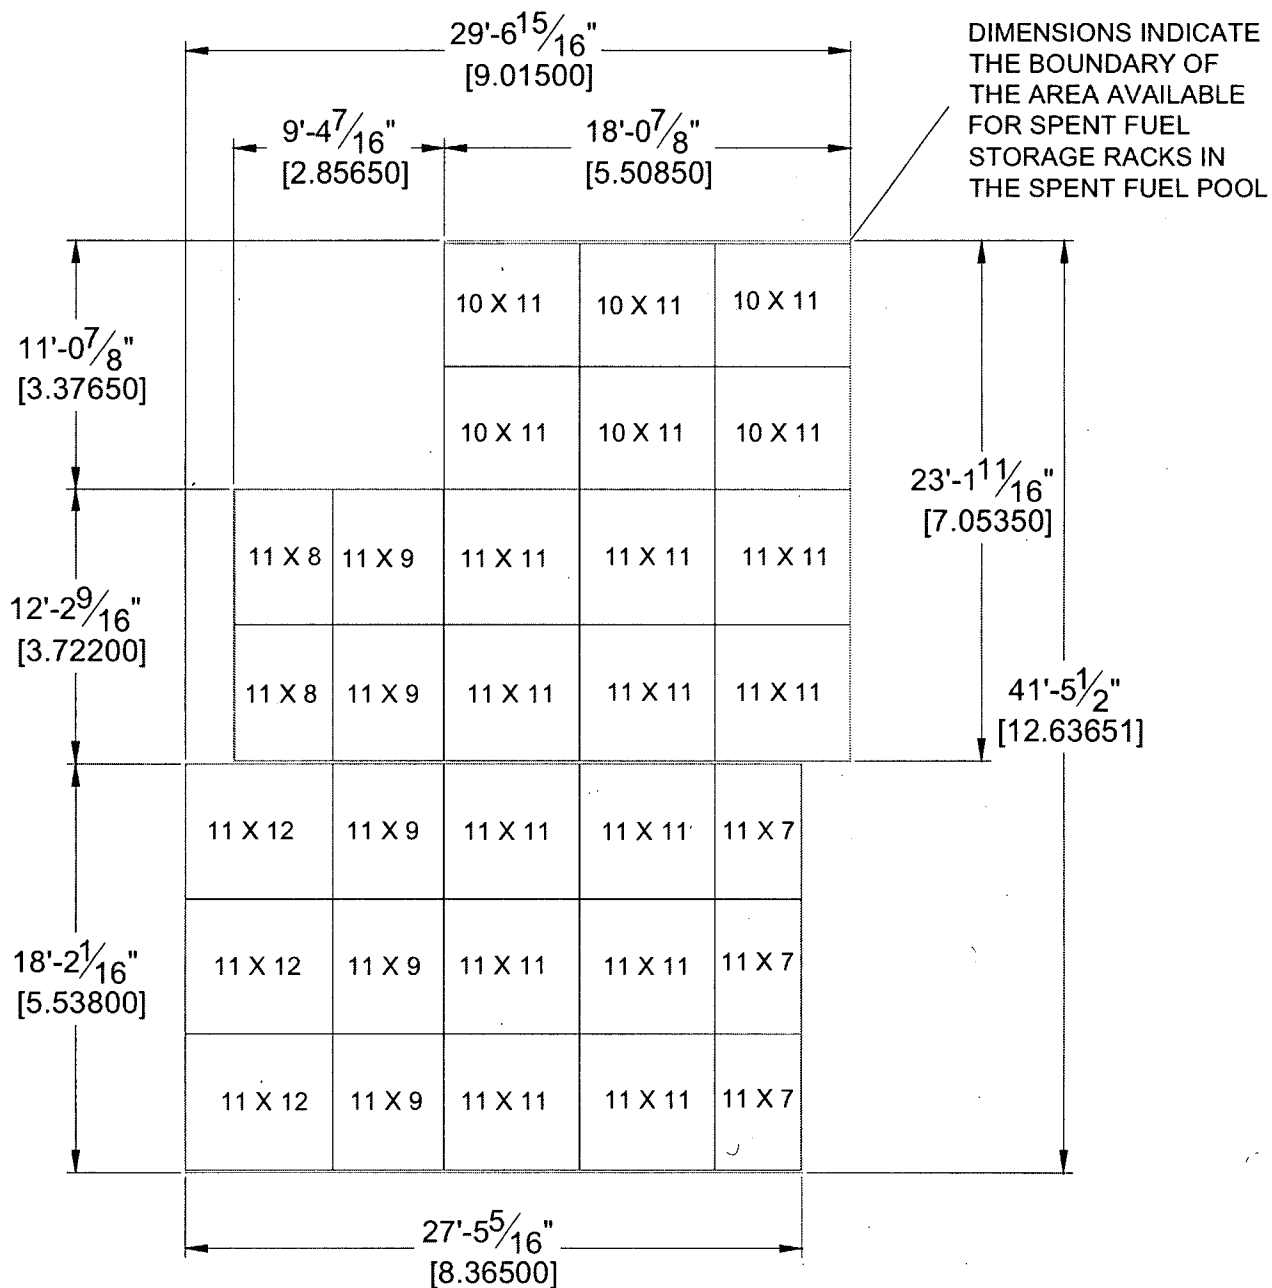 29'-6 15/16"
[9.01500]
DIMENSIONS INDICATE
THE BOUNDARY OF
THE AREA AVAILABLE
FOR SPENT FUEL
STORAGE RACKS IN
THE SPENT FUEL POOL
9'-4 7/16"
[2.85650]
18'-0 7/8"
[5.50850]
10 X 11 10 X 11 10 X 11
11'-0 7/8"
[3.37650]
10 X 11 10 X 11 10 X 11
23'-1 11/16"
[7.05350]
11 X 8 11 X 9 11 X 11 11 X 11 11 X 11
12'-2 9/16"
[3.72200]
11 X 8 11 X 9 11 X 11 11 X 11 11 X 11
41'-5 1/2"
[12.63651]
11 X 12 11 X 9 11 X 11 11 X 11 11 X 7
18'-2 1/16"
[5.53800]
11 X 12 11 X 9 11 X 11 11 X 11 11 X 7
11 X 12 11 X 9 11 X 11 11 X 11 11 X 7
27'-5 5/16"
[8.36500]